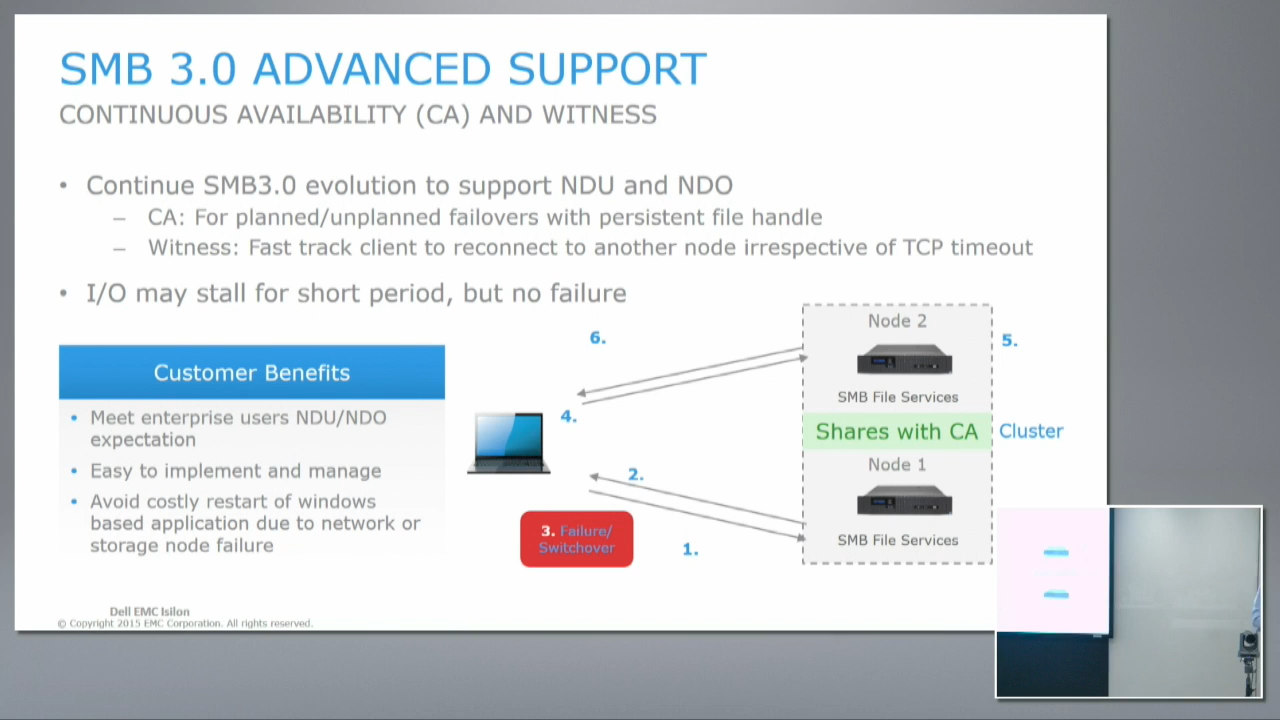 SMB 3.0 ADVANCED SUPPORT
CONTINUOUS AVAILABILITY (CA) AND WITNESS
• Continue SMB3.0 evolution to support NDU and NDO
– CA: For planned/unplanned failovers with persistent file handle
– Witness: Fast track client to reconnect to another node irrespective of TCP timeout
• I/O may stall for short period, but no failure
Customer Benefits
• Meet enterprise users NDU/NDO
expectation
• Easy to implement and manage
• Avoid costly restart of windows
based application due to network or
storage node failure
6.
4.
2.
3. Failure/
Switchover
1.
Node 2
5.
SMB File Services
Shares with CA
Cluster
Node 1
SMB File Services
Dell EMC Isilon
© Copyright 2015 EMC Corporation. All rights reserved.